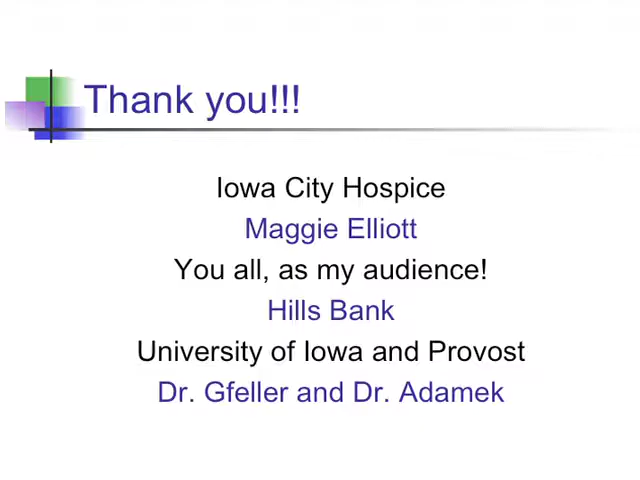 Thank you!!!
Iowa City Hospice
Maggie Elliott
You all, as my audience!
Hills Bank
University of Iowa and Provost
Dr. Gfeller and Dr. Adamek